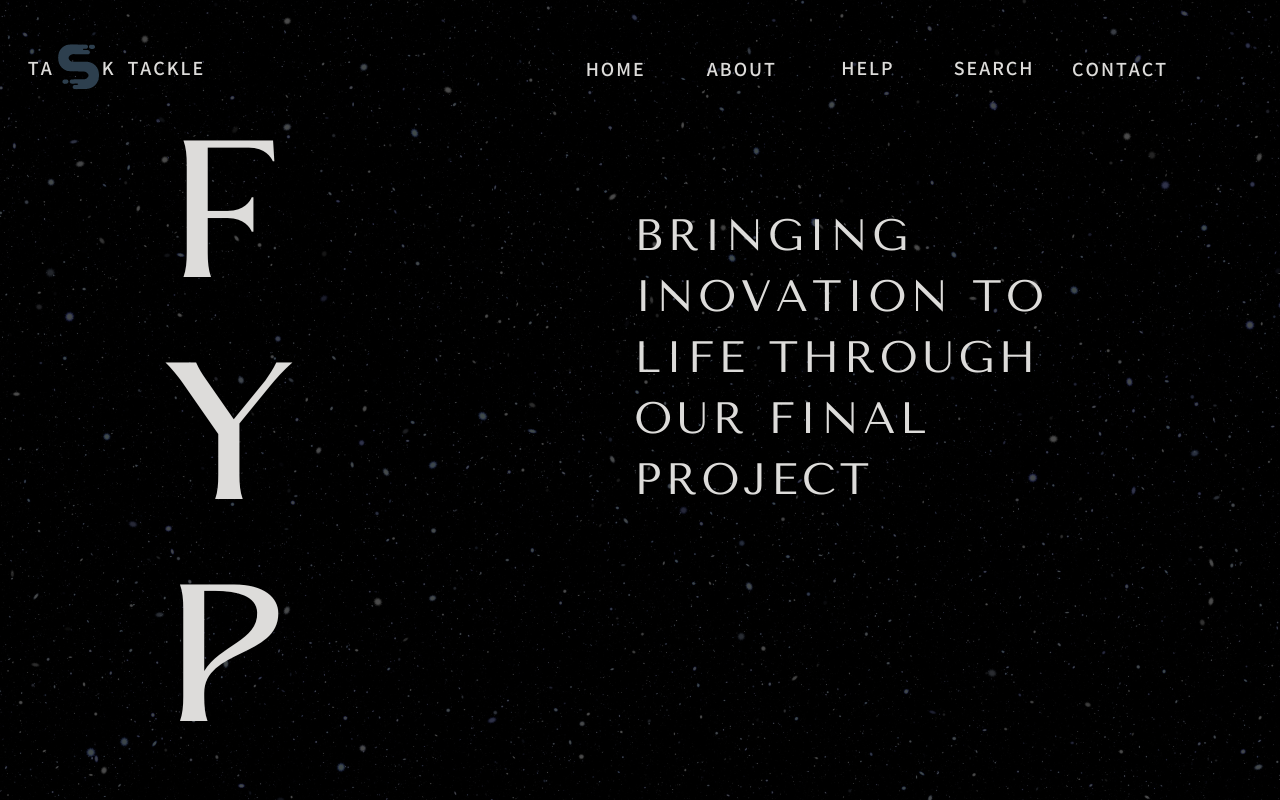 TASK TACKLE
HOME ABOUT HELP SEARCH CONTACT
F
Y
P
BRINGING
INOVATION TO
LIFE THROUGH
OUR FINAL
PROJECT